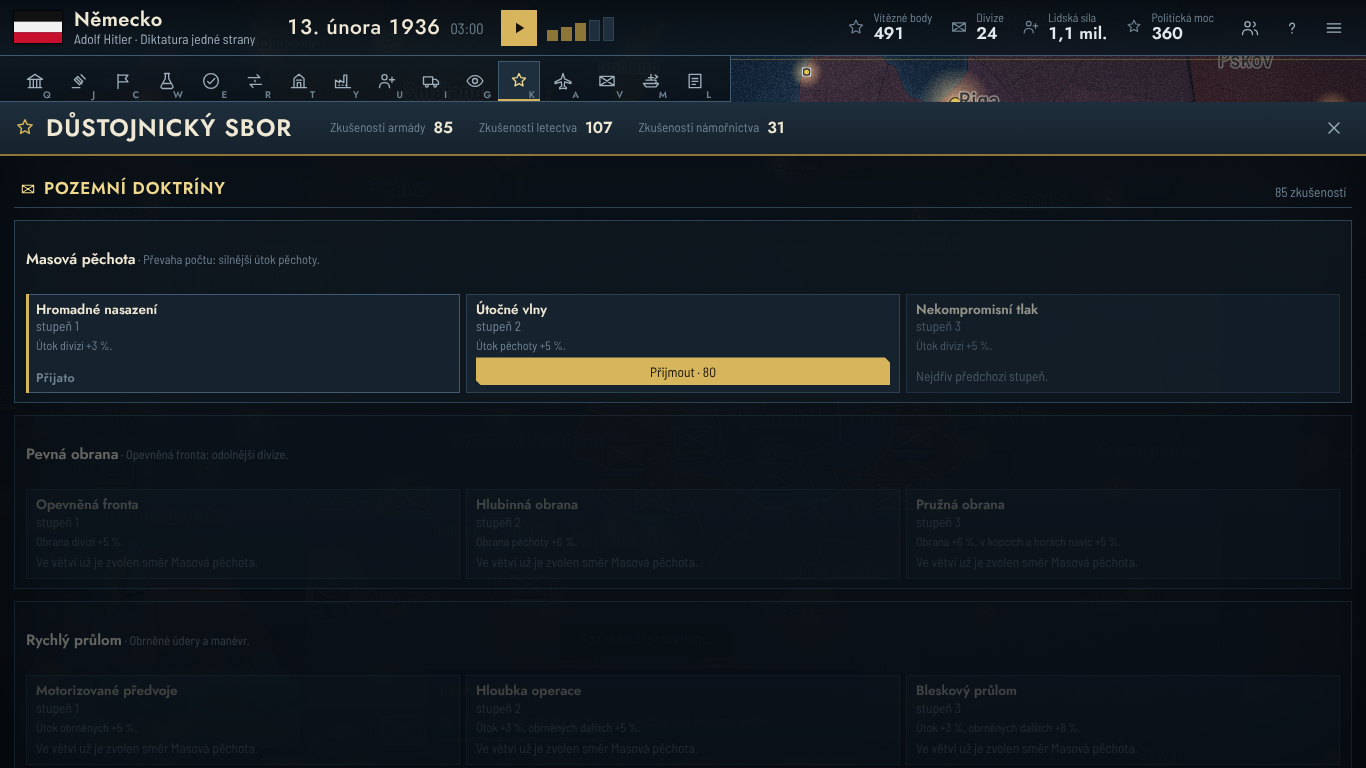 Německo
Adolf Hitler · Diktatura jedné strany
13. února 1936 03:00
Vítězné body
491
Divize
24
Lidská síla
1,1 mil.
Politická moc
360
?
Q J C W E R T Y U I G K A V M L
Pskov
Riga
DŮSTOJNICKÝ SBOR
Zkušenosti armády 85
Zkušenosti letectva 107
Zkušenosti námořnictva 31
POZEMNÍ DOKTRÍNY
85 zkušeností
Masová pěchota · Převaha počtu: silnější útok pěchoty.
Hromadné nasazení
stupeň 1
Útok divizí +3 %.
Přijato
Útočné vlny
stupeň 2
Útok pěchoty +5 %.
Přijmout · 80
Nekompromisní tlak
stupeň 3
Útok divizí +5 %.
Nejdřív předchozí stupeň.
Pevná obrana · Opevněná fronta: odolnější divize.
Opevněná fronta
stupeň 1
Obrana divizí +5 %.
Ve větvi už je zvolen směr Masová pěchota.
Hlubinná obrana
stupeň 2
Obrana pěchoty +6 %.
Ve větvi už je zvolen směr Masová pěchota.
Pružná obrana
stupeň 3
Obrana +6 %, v kopcích a horách navíc +5 %.
Ve větvi už je zvolen směr Masová pěchota.
Rychlý průlom · Obrněné údery a manévr.
Motorizované předvoje
stupeň 1
Útok obrněných +5 %.
Ve větvi už je zvolen směr Masová pěchota.
Hloubka operace
stupeň 2
Útok +3 %, obrněných dalších +5 %.
Ve větvi už je zvolen směr Masová pěchota.
Bleskový průlom
stupeň 3
Útok +3 %, obrněných dalších +8 %.
Ve větvi už je zvolen směr Masová pěchota.